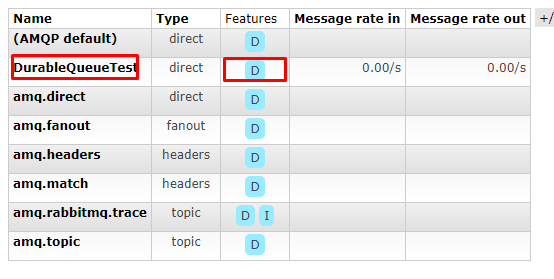 Name Type Features Message rate in Message rate out +/
(AMQP default) direct D
DurableQueueTest direct D 0.00/s 0.00/s
amq.direct direct D
amq.fanout fanout D
amq.headers headers D
amq.match headers D
amq.rabbitmq.trace topic D I
amq.topic topic D